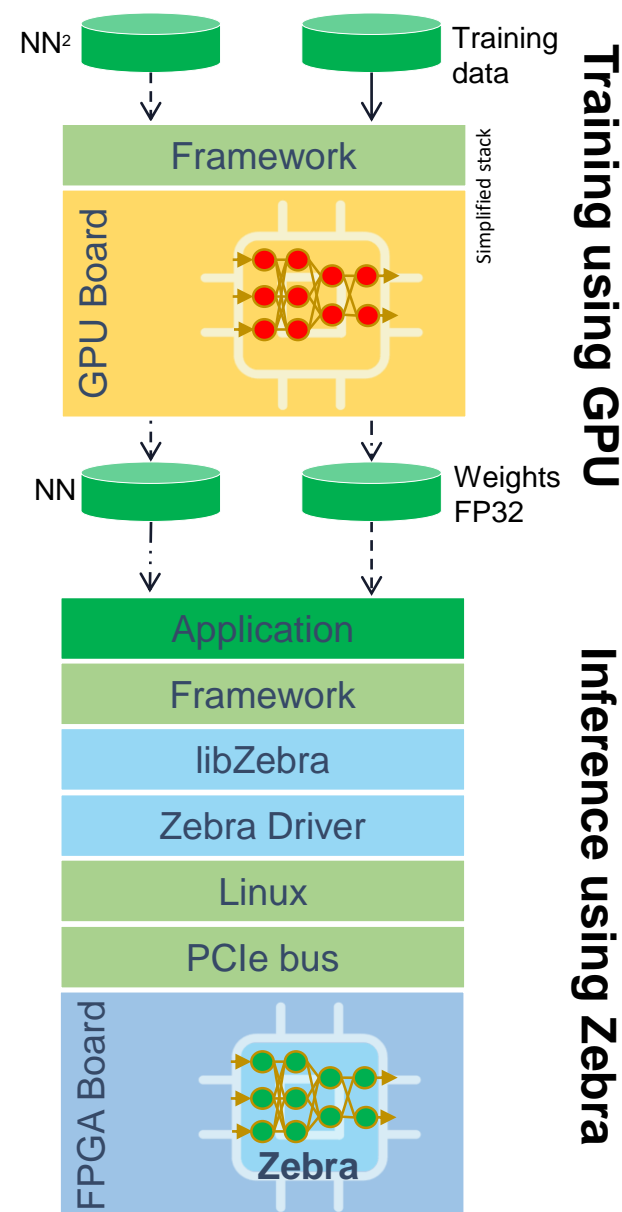 NN²
Training
data
Framework
Simplified stack
GPU Board
Training using GPU
NN
Weights
FP32
Application
Framework
libZebra
Zebra Driver
Linux
PCIe bus
FPGA Board
Zebra
Inference using Zebra